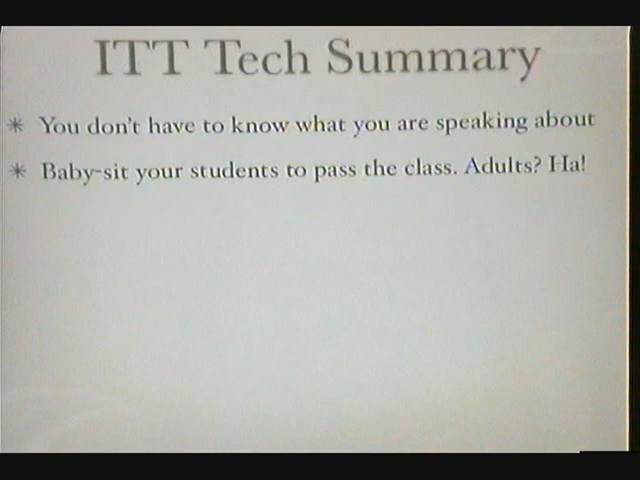 ITT Tech Summary
✴ You don't have to know what you are speaking about
✴ Baby-sit your students to pass the class. Adults? Ha!